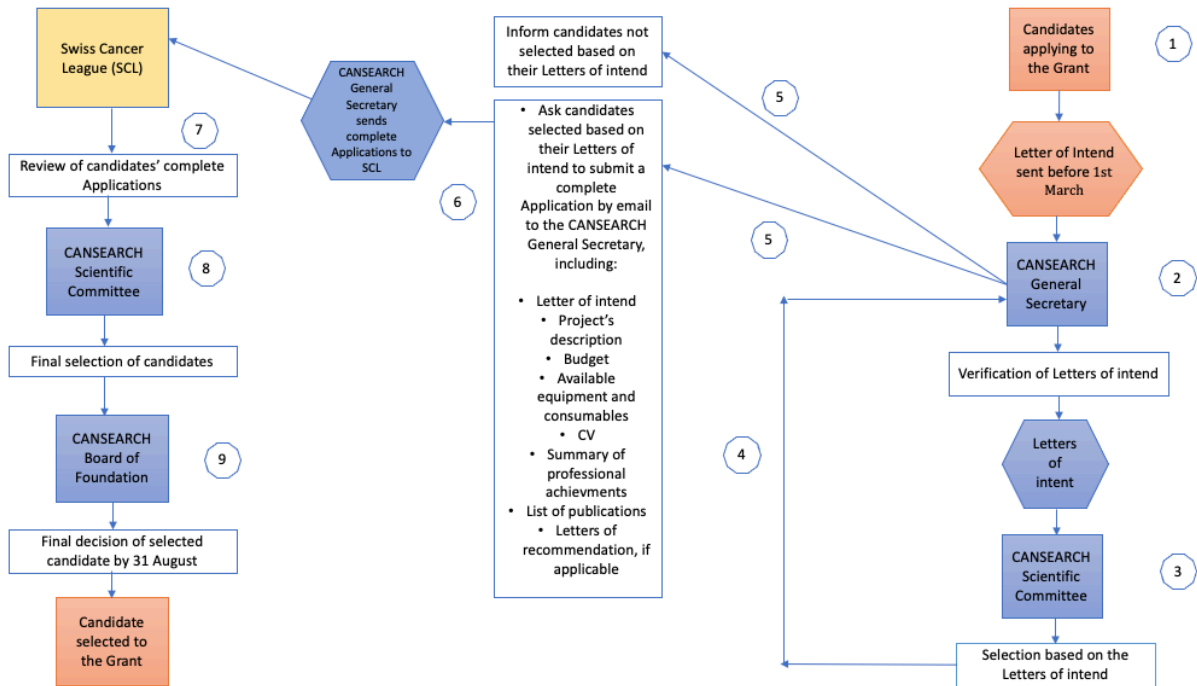 Candidates
applying to
the Grant
1
Letter of Intend
sent before 1st
March
CANSEARCH
General
Secretary
2
Verification of Letters of intend
Letters
of
intent
CANSEARCH
Scientific
Committee
3
Selection based on the
Letters of intend
4
5
5
Inform candidates not
selected based on
their Letters of intend
• Ask candidates
selected based on
their Letters of
intend to submit a
complete
Application by email
to the CANSEARCH
General Secretary,
including:
• Letter of intend
• Project's
description
• Budget
• Available
equipment and
consumables
• CV
• Summary of
professional
achievments
• List of publications
• Letters of
recommendation, if
applicable
CANSEARCH
General
Secretary
sends
complete
Applications to
SCL
6
Swiss Cancer
League (SCL)
7
Review of candidates' complete
Applications
CANSEARCH
Scientific
Committee
8
Final selection of candidates
CANSEARCH
Board of
Foundation
9
Final decision of selected
candidate by 31 August
Candidate
selected to
the Grant